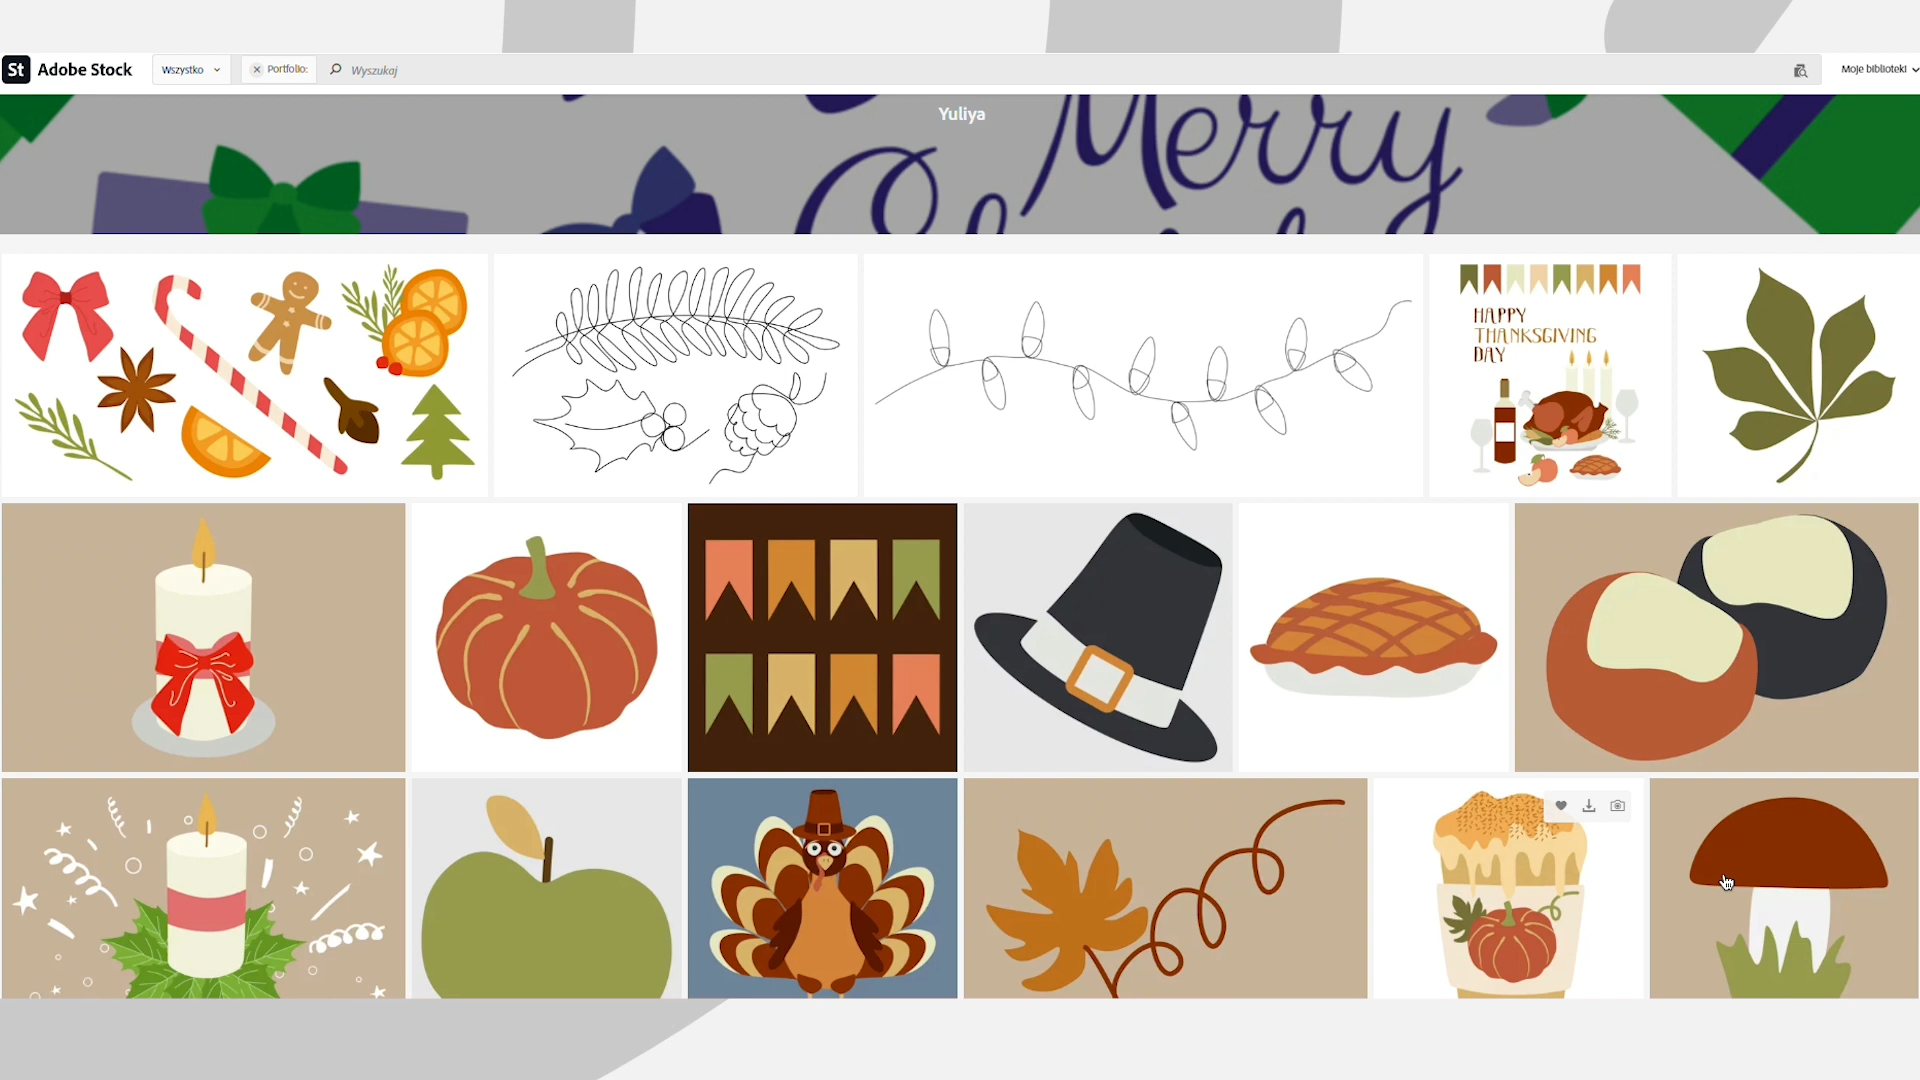 St Adobe Stock Wszystko Portfolio: Wyszukaj Moje biblioteki
Yuliya
Merry
HAPPY
THANKSGIVING
DAY